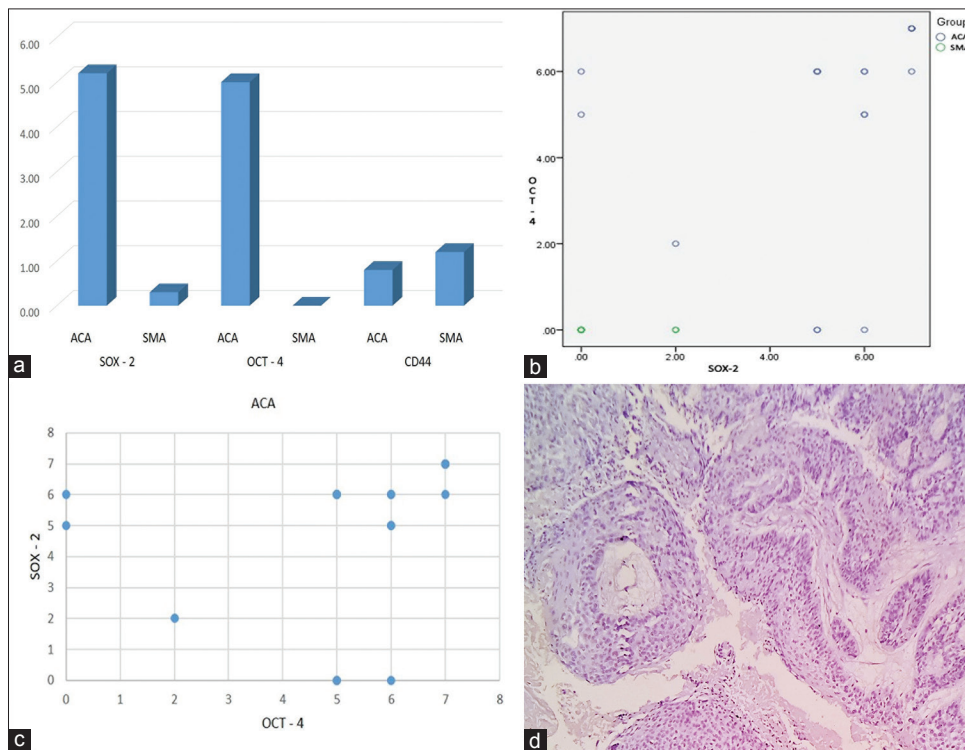 6.00
5.00
4.00
3.00
2.00
1.00
0.00
ACA SMA ACA SMA ACA SMA
SOX - 2 OCT - 4 CD44
a
Group
ACA
SMA
6.00
4.00
2.00
.00
OCT-4
.00 2.00 4.00 6.00
SOX-2
b
ACA
8
7
6
5
4
3
2
1
0
SOX - 2
0 1 2 3 4 5 6 7 8
OCT - 4
c
d